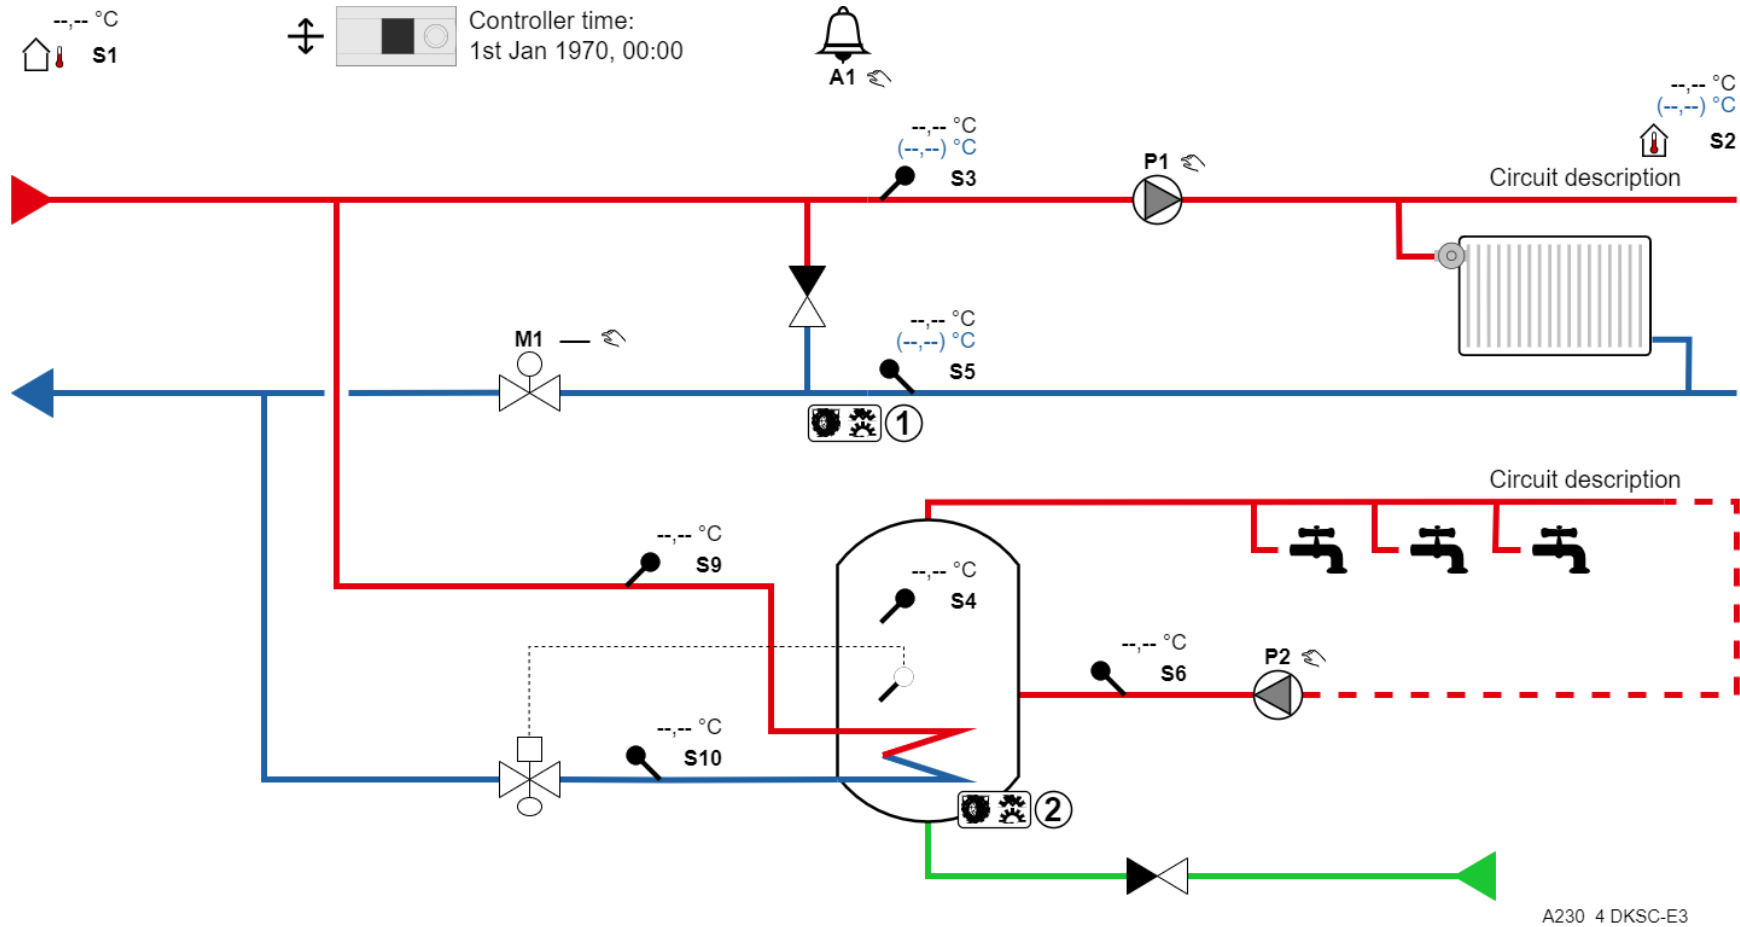 --,-- °C
S1
Controller time:
1st Jan 1970, 00:00
A1
--,-- °C
(--,--) °C
S2
--,-- °C
(--,--) °C
S3
P1
Circuit description
M1
--,-- °C
(--,--) °C
S5
1
Circuit description
--,-- °C
S9
--,-- °C
S4
--,-- °C
S6
P2
--,-- °C
S10
2
A230 4 DKSC-E3